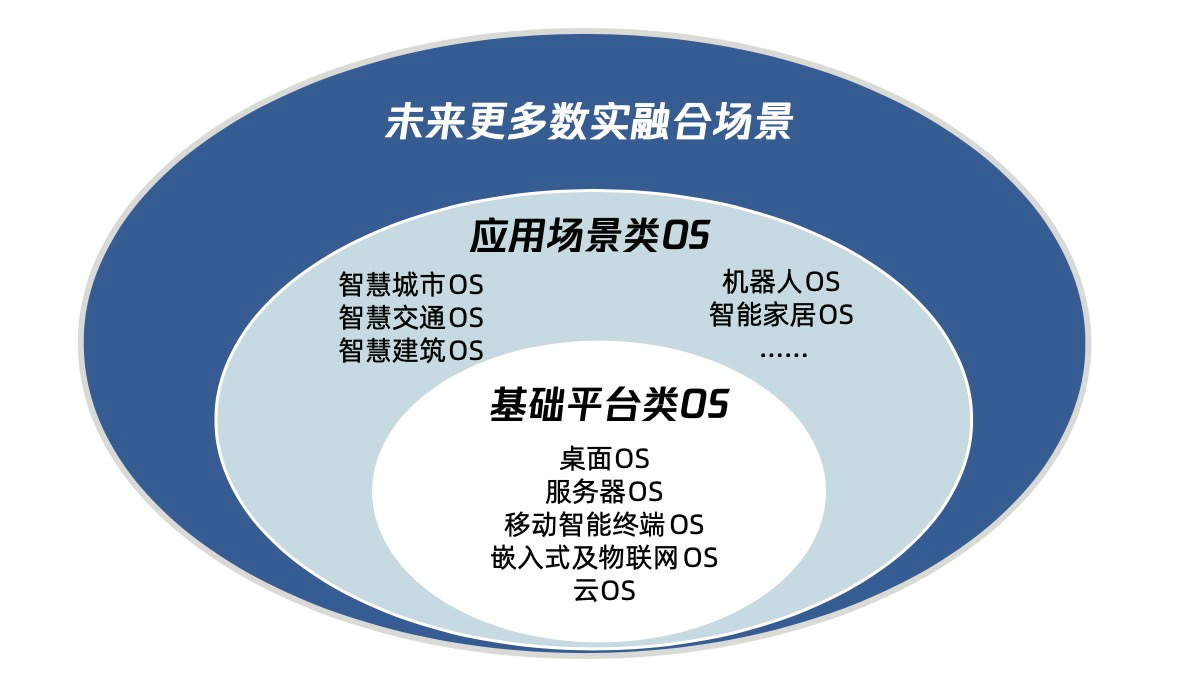 未来更多数实融合场景
应用场景类OS
智慧城市OS
智慧交通OS
智慧建筑OS
机器人OS
智能家居OS
……
基础平台类OS
桌面OS
服务器OS
移动智能终端OS
嵌入式及物联网OS
云OS